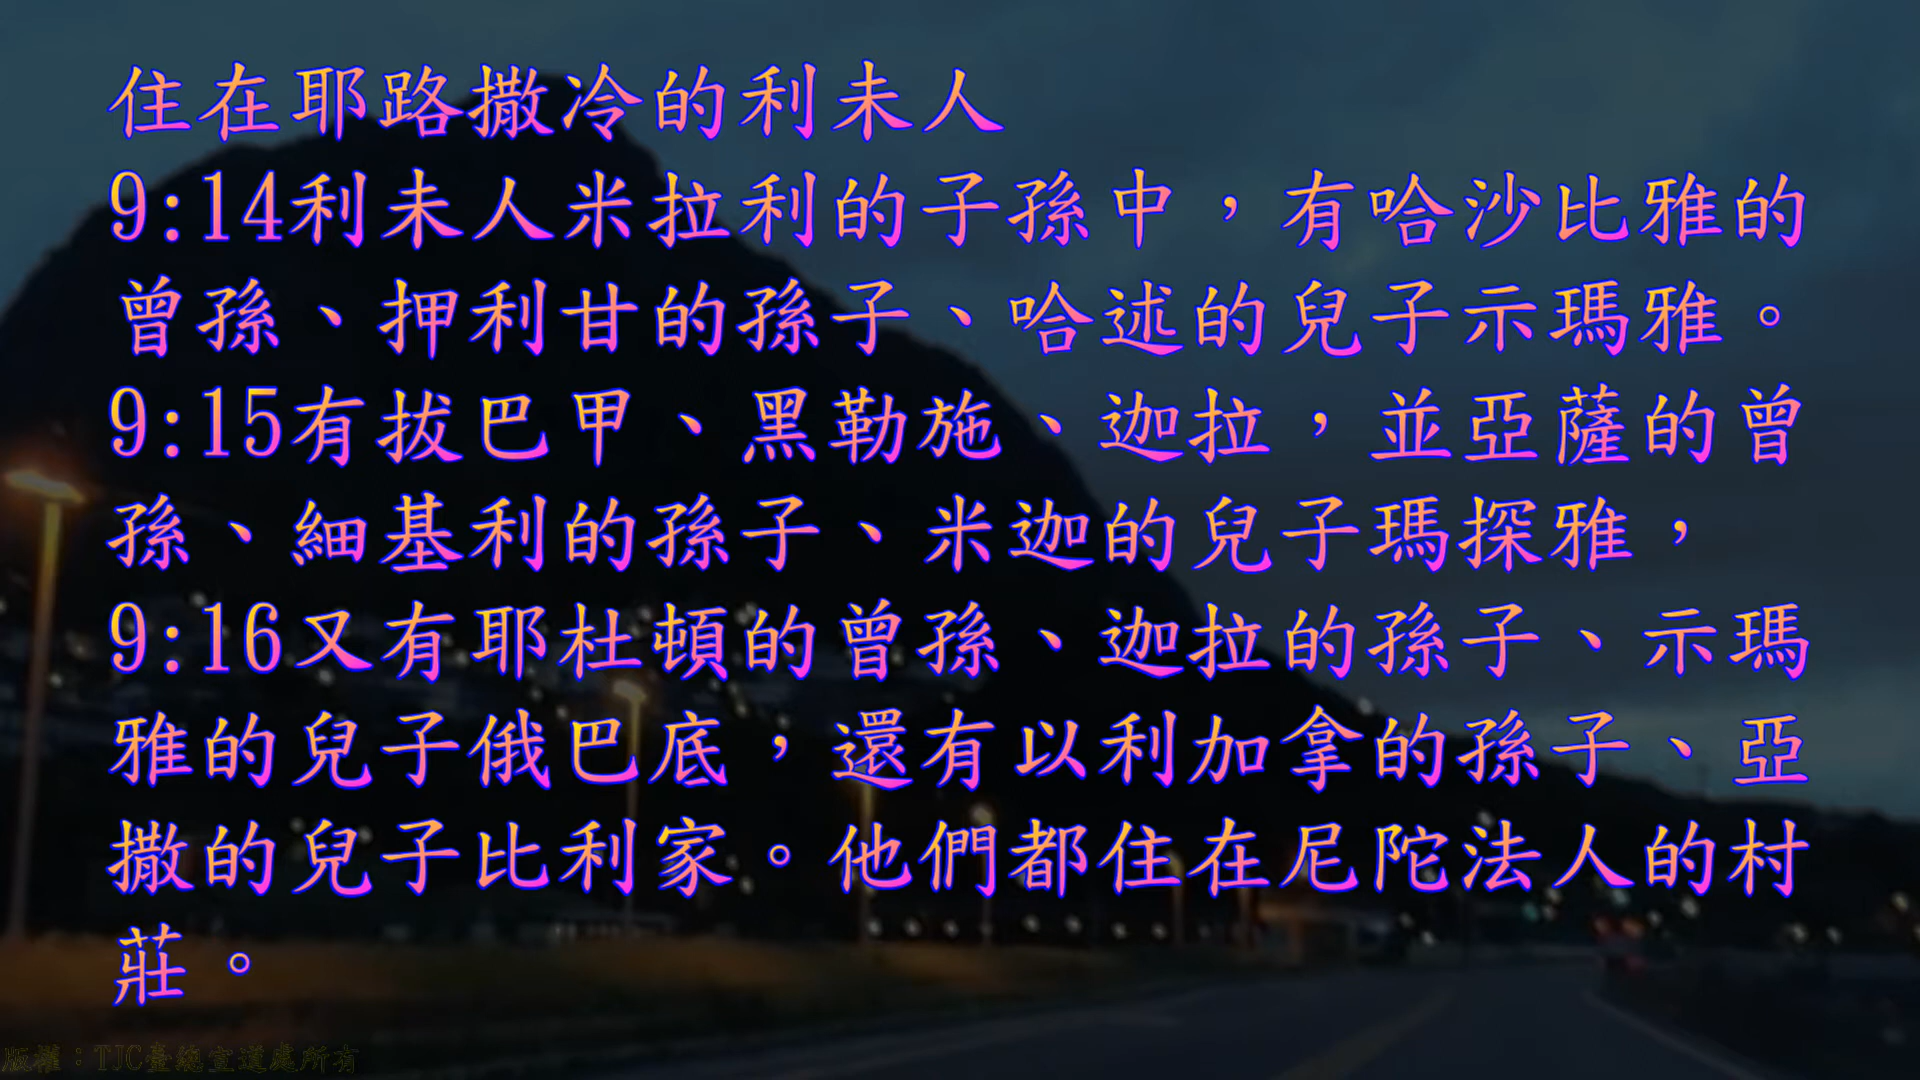 住在耶路撒冷的利未人
9:14利未人米拉利的子孫中，有哈沙比雅的
曾孫、押利甘的孫子、哈述的兒子示瑪雅。
9:15有拔巴甲、黑勒施、迦拉，並亞薩的曾
孫、細基利的孫子、米迦的兒子瑪探雅，
9:16又有耶杜頓的曾孫、迦拉的孫子、示瑪
雅的兒子俄巴底，還有以利加拿的孫子、亞
撒的兒子比利家。他們都住在尼陀法人的村
莊。
版權：TJC臺總宣道處所有